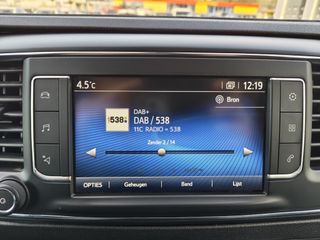 4.5°C
12:19
Bron
538
DAB+
DAB / 538
11C RADIO = 538
Zender 2 / 14
OPTIES
Geheugen
Band
Lijst